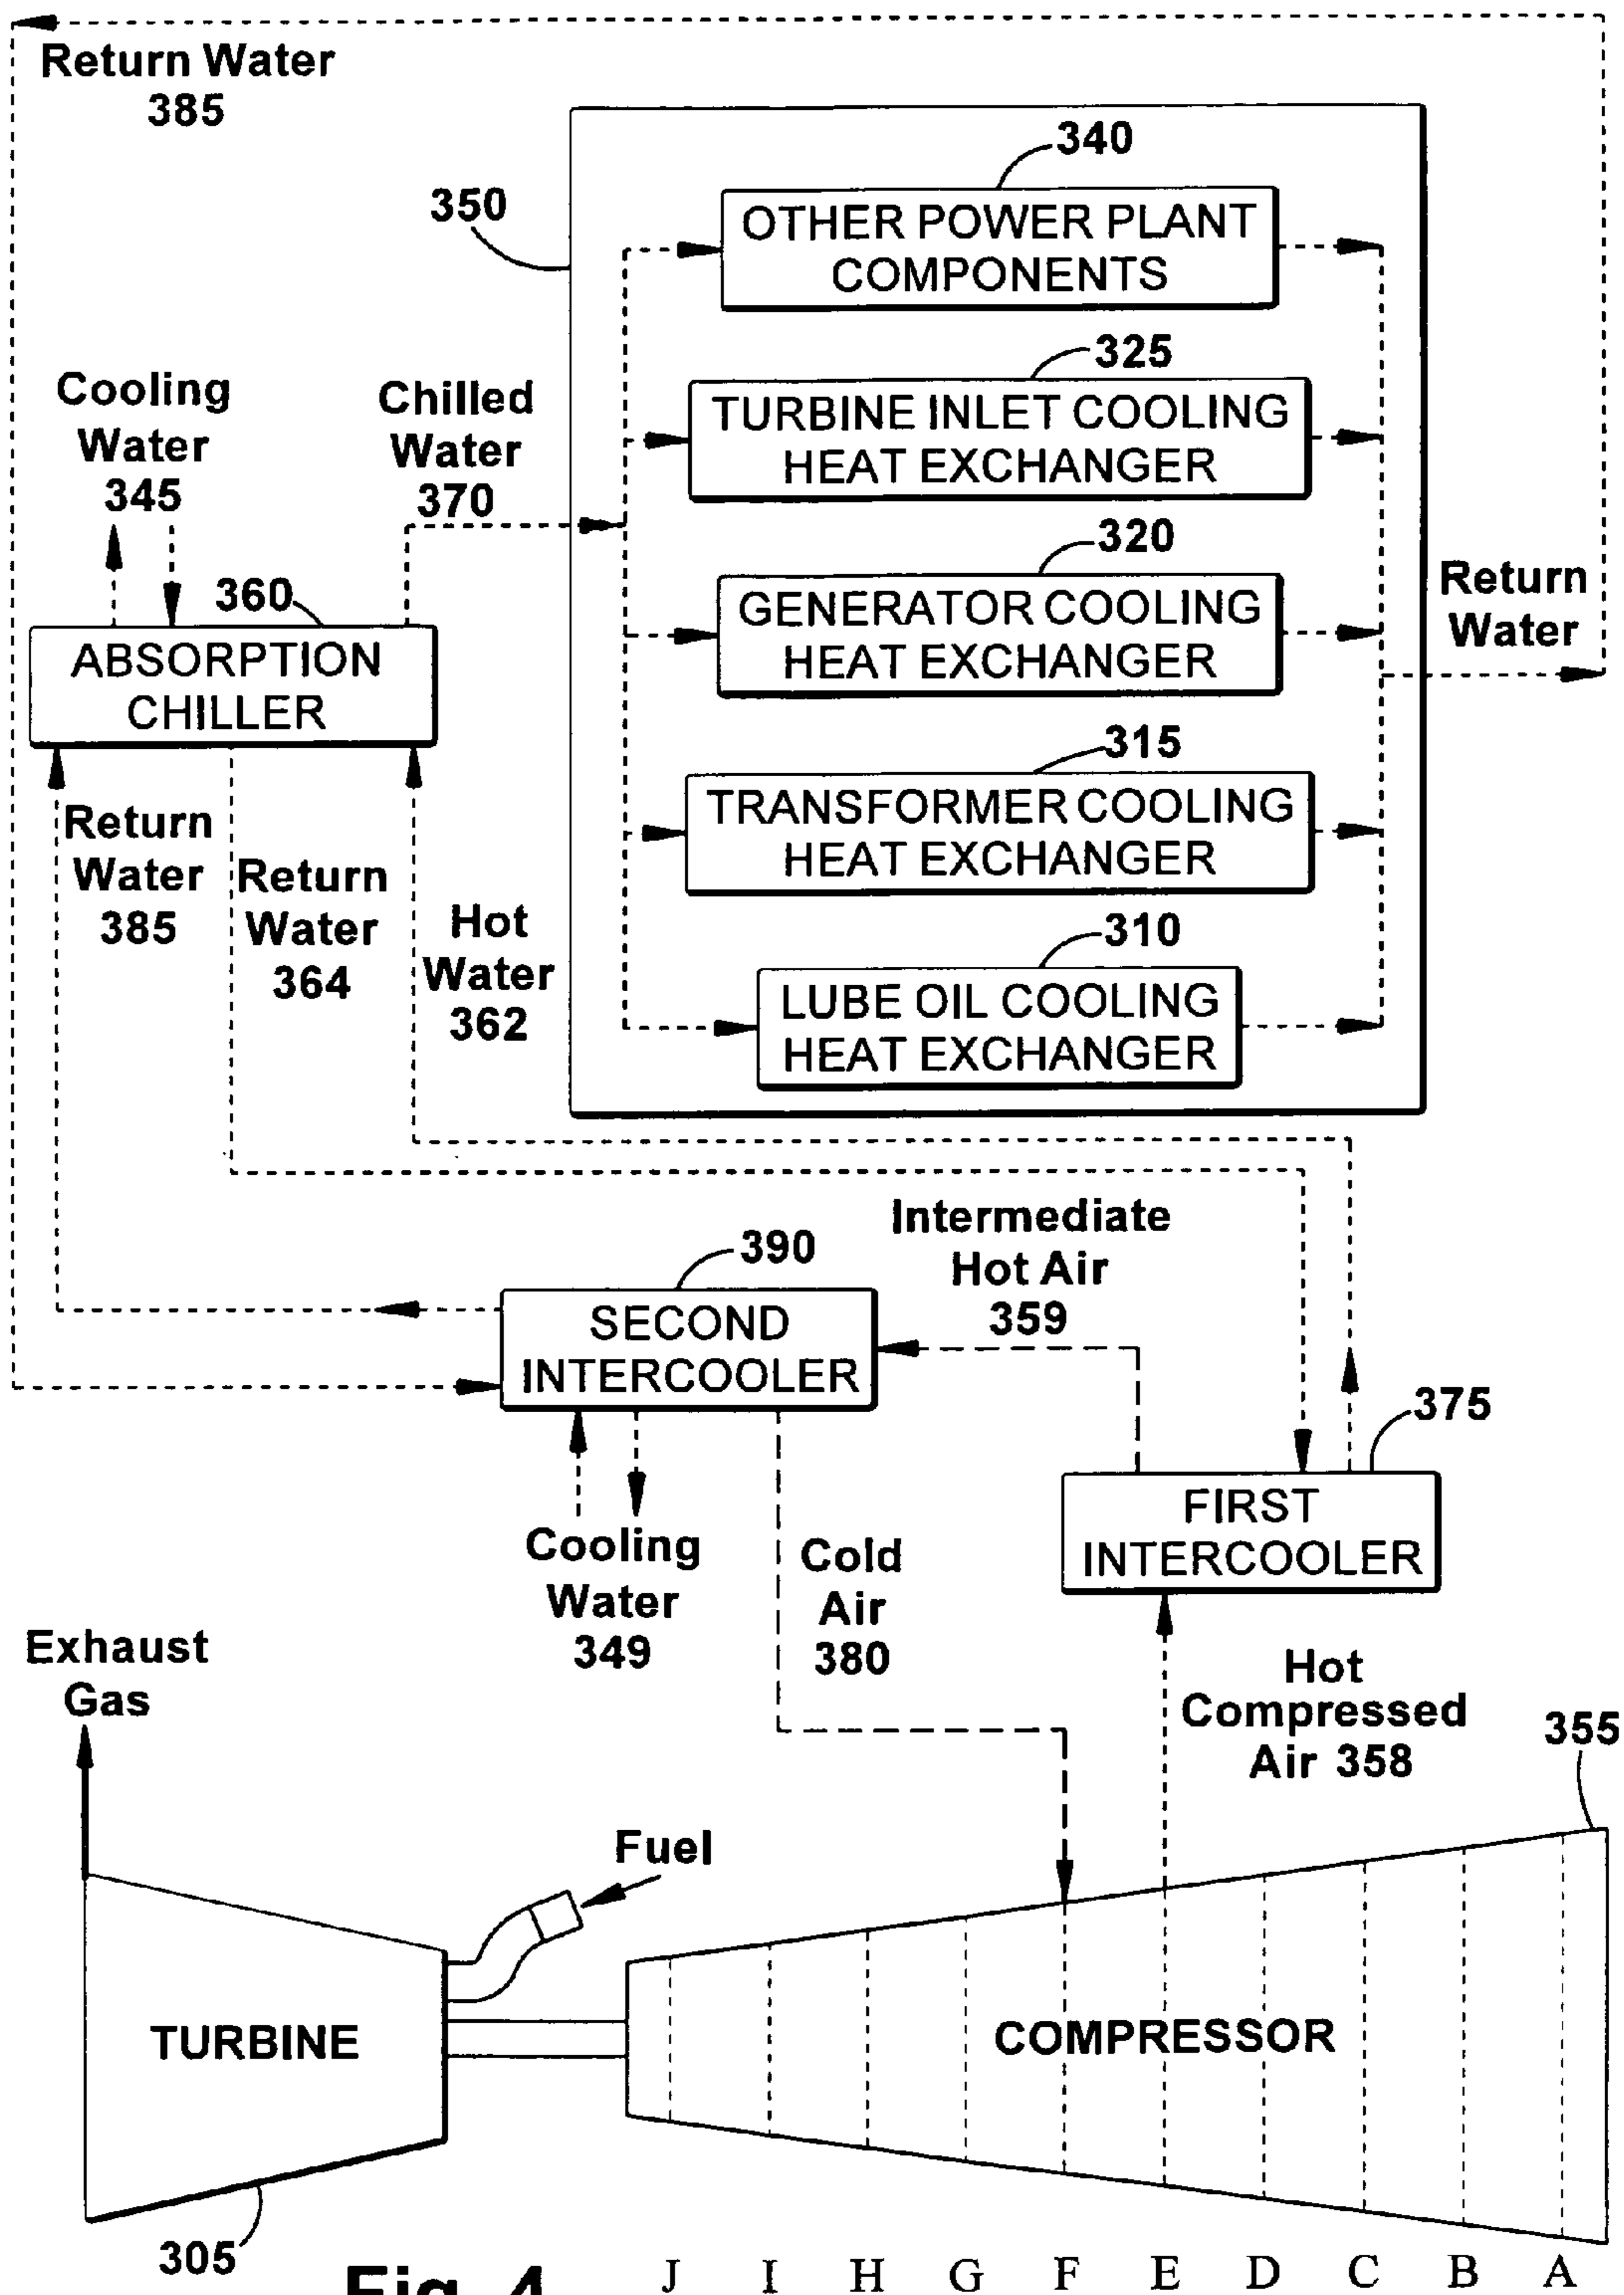 Return Water
385
340
350
OTHER POWER PLANT
COMPONENTS
325
TURBINE INLET COOLING
HEAT EXCHANGER
Cooling
Water
345
Chilled
Water
370
320
GENERATOR COOLING
HEAT EXCHANGER
Return
Water
360
ABSORPTION
CHILLER
315
TRANSFORMER COOLING
HEAT EXCHANGER
Return
Water
385
Return
Water
364
Hot
Water
362
310
LUBE OIL COOLING
HEAT EXCHANGER
Intermediate
Hot Air
359
390
SECOND
INTERCOOLER
375
FIRST
INTERCOOLER
Cooling
Water
349
Cold
Air
380
Hot
Compressed
Air 358
355
Exhaust
Gas
Fuel
TURBINE
COMPRESSOR
305
Fig. 4
J I H G F E D C B A